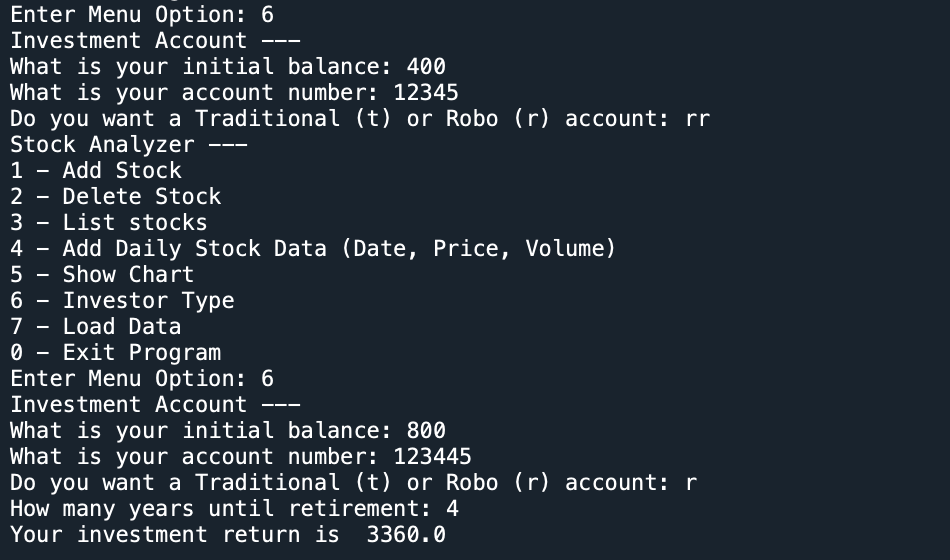 Enter Menu Option: 6
Investment Account ---
What is your initial balance: 400
What is your account number: 12345
Do you want a Traditional (t) or Robo (r) account: rr
Stock Analyzer ---
1 - Add Stock
2 - Delete Stock
3 - List stocks
4 - Add Daily Stock Data (Date, Price, Volume)
5 - Show Chart
6 - Investor Type
7 - Load Data
0 - Exit Program
Enter Menu Option: 6
Investment Account ---
What is your initial balance: 800
What is your account number: 123445
Do you want a Traditional (t) or Robo (r) account: r
How many years until retirement: 4
Your investment return is  3360.0